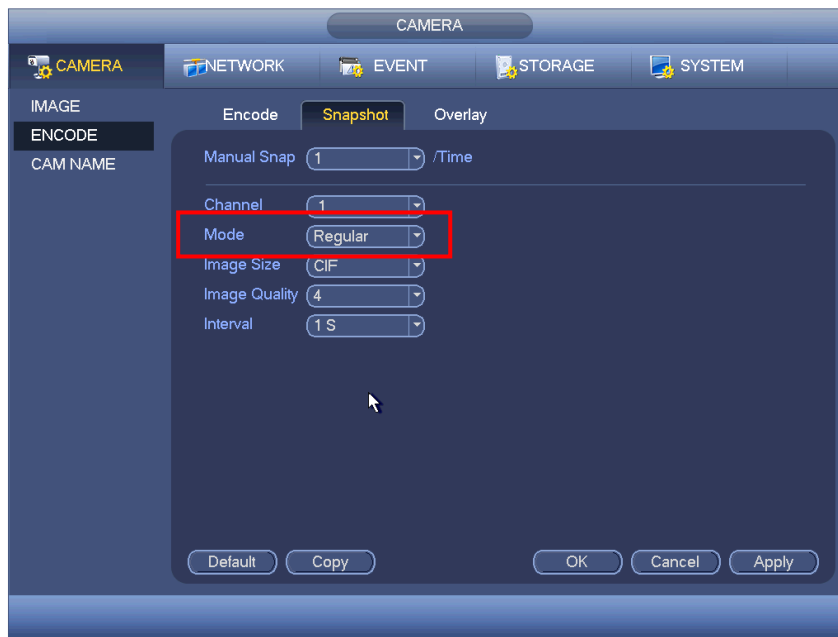 CAMERA
CAMERA NETWORK EVENT STORAGE SYSTEM
IMAGE
ENCODE
CAM NAME
Encode Snapshot Overlay
Manual Snap 1 /Time
Channel 1
Mode Regular
Image Size CIF
Image Quality 4
Interval 1 S
Default Copy OK Cancel Apply